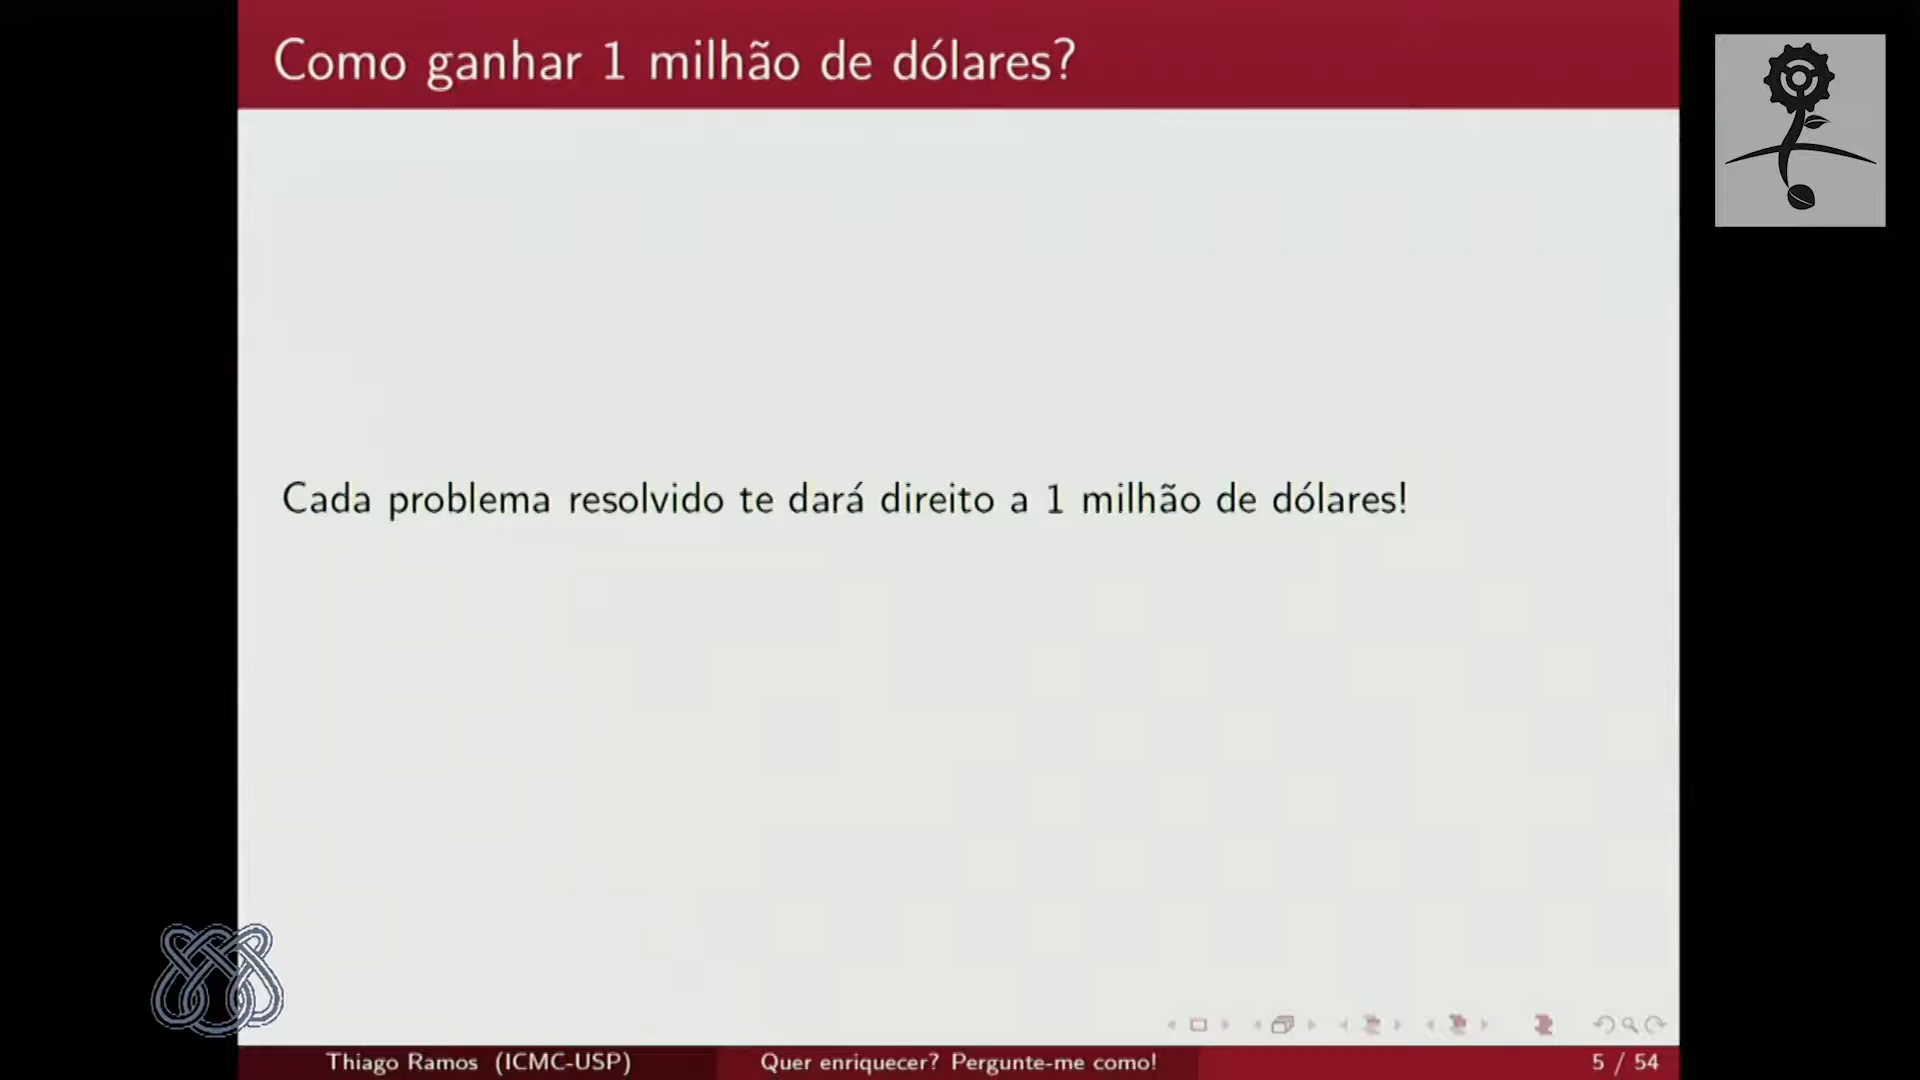 Como ganhar 1 milhão de dólares?
Cada problema resolvido te dará direito a 1 milhão de dólares!
Thiago Ramos (ICMC-USP)
Quer enriquecer? Pergunte-me como!
5 / 54